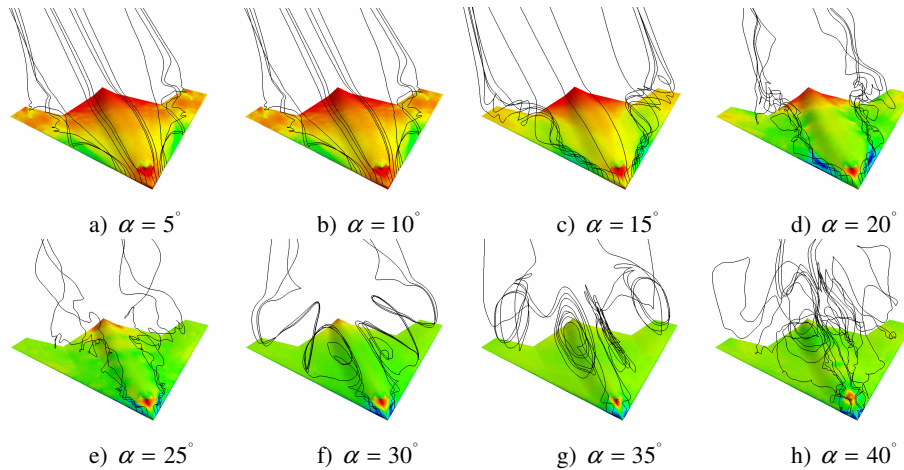 a) α = 5° b) α = 10° c) α = 15° d) α = 20°
e) α = 25° f) α = 30° g) α = 35° h) α = 40°